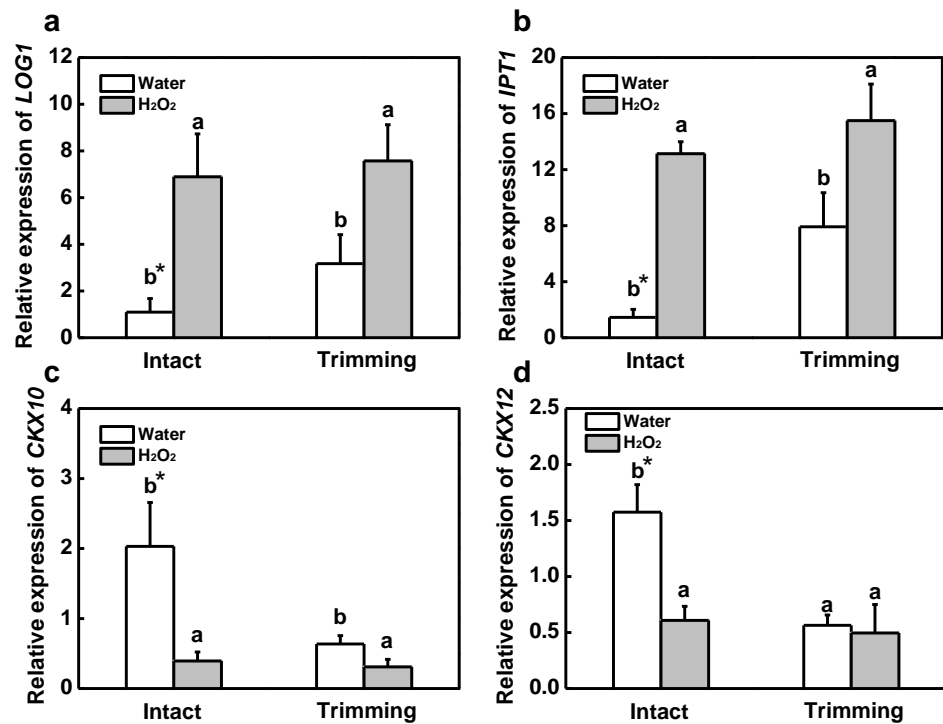 a
Relative expression of LOG1
12
10
8
6
4
2
0
Water
H₂O₂
b*
a
b
a
Intact
Trimming
b
Relative expression of IPT1
20
16
12
8
4
0
Water
H₂O₂
b*
a
b
a
Intact
Trimming
c
Relative expression of CKX10
4
3
2
1
0
Water
H₂O₂
b*
a
b
a
Intact
Trimming
d
Relative expression of CKX12
2.5
2.0
1.5
1.0
0.5
0.0
Water
H₂O₂
b*
a
a
a
Intact
Trimming